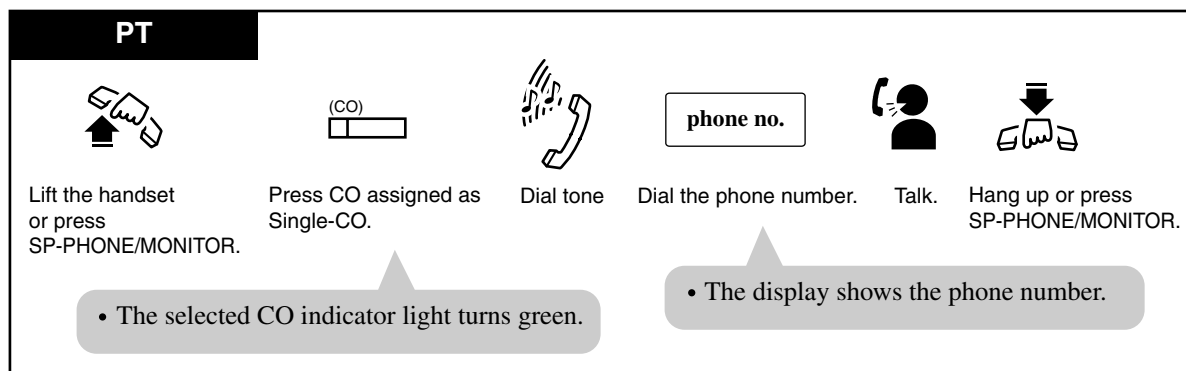 PT
(CO)
phone no.
Lift the handset
or press
SP-PHONE/MONITOR.
Press CO assigned as
Single-CO.
Dial tone
Dial the phone number.
Talk.
Hang up or press
SP-PHONE/MONITOR.
• The selected CO indicator light turns green.
• The display shows the phone number.